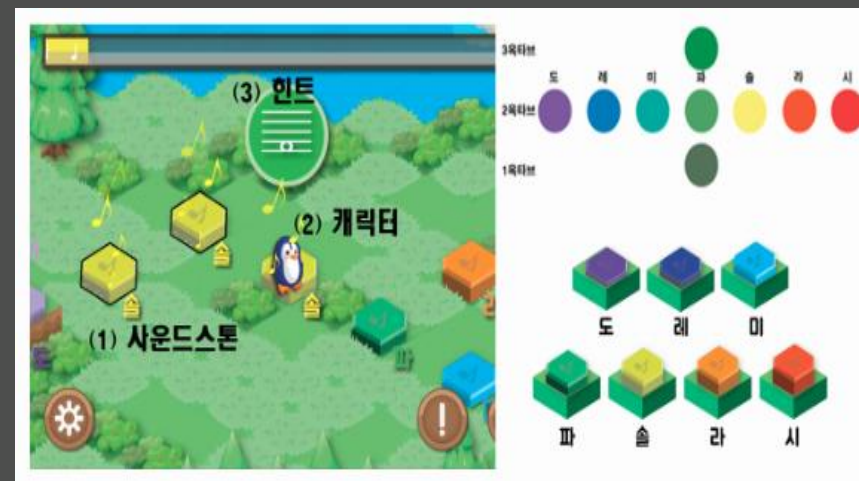 (3) 힌트
(2) 캐릭터
솔
솔
솔
(1) 사운드스톤
파
라
도
!
3옥타브
도 레 미 파 솔 라 시
2옥타브
1옥타브
도 레 미
파 솔 라 시